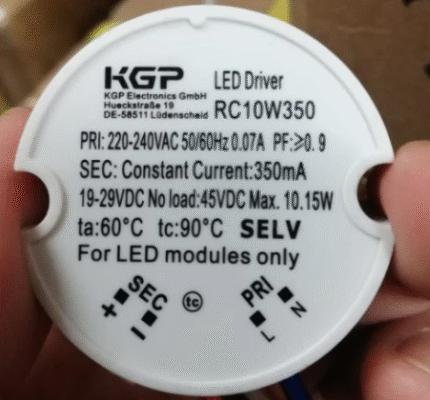 KGP LED Driver
KGP Electronics GmbH
Hueckstraße 19
DE-58511 Lüdenscheid RC10W350
PRI: 220-240VAC 50/60Hz 0.07A PF:≥0.9
SEC: Constant Current:350mA
19-29VDC No load:45VDC Max. 10.15W
ta:60°C tc:90°C SELV
For LED modules only
SEC + -
tc
PRI L N